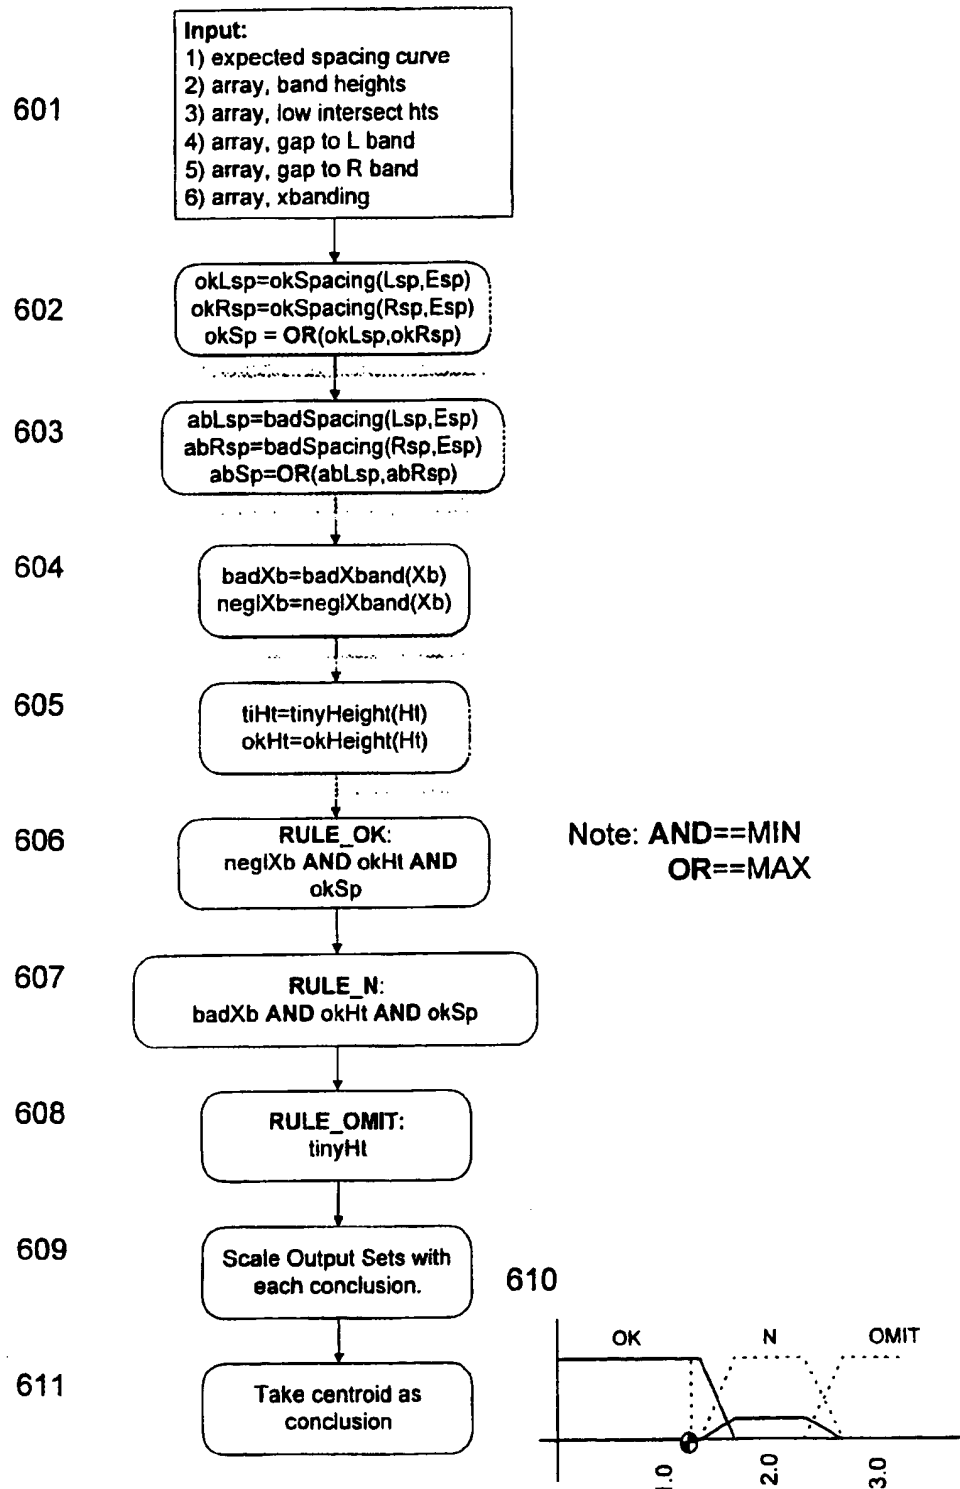 601
Input:
1) expected spacing curve
2) array, band heights
3) array, low intersect hts
4) array, gap to L band
5) array, gap to R band
6) array, xbanding
602
okLsp=okSpacing(Lsp,Esp)
okRsp=okSpacing(Rsp,Esp)
okSp = OR(okLsp,okRsp)
603
abLsp=badSpacing(Lsp,Esp)
abRsp=badSpacing(Rsp,Esp)
abSp=OR(abLsp,abRsp)
604
badXb=badXband(Xb)
neglXb=neglXband(Xb)
605
tiHt=tinyHeight(Ht)
okHt=okHeight(Ht)
606
RULE_OK:
neglXb AND okHt AND
okSp
Note: AND==MIN
OR==MAX
607
RULE_N:
badXb AND okHt AND okSp
608
RULE_OMIT:
tinyHt
609
Scale Output Sets with
each conclusion.
610
OK
N
OMIT
1.0
2.0
3.0
611
Take centroid as
conclusion